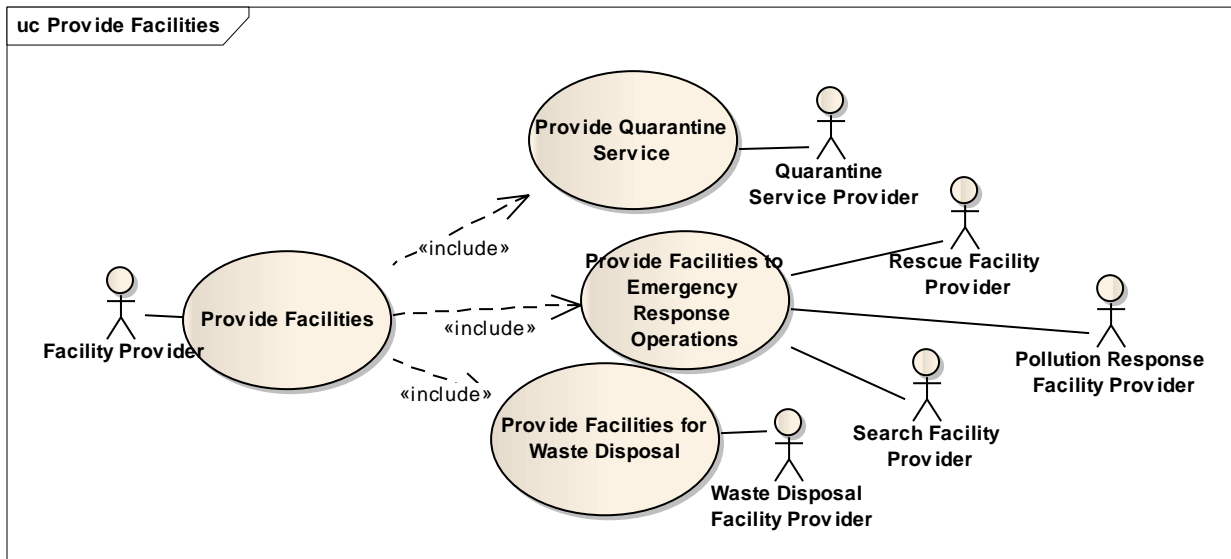 uc Provide Facilities
Provide Quarantine
Service
Quarantine
Service Provider
«include»
Provide Facilities to
Emergency
Response
Operations
Rescue Facility
Provider
Provide Facilities
Facility Provider
«include»
Pollution Response
Facility Provider
«include»
Provide Facilities for
Waste Disposal
Search Facility
Provider
Waste Disposal
Facility Provider